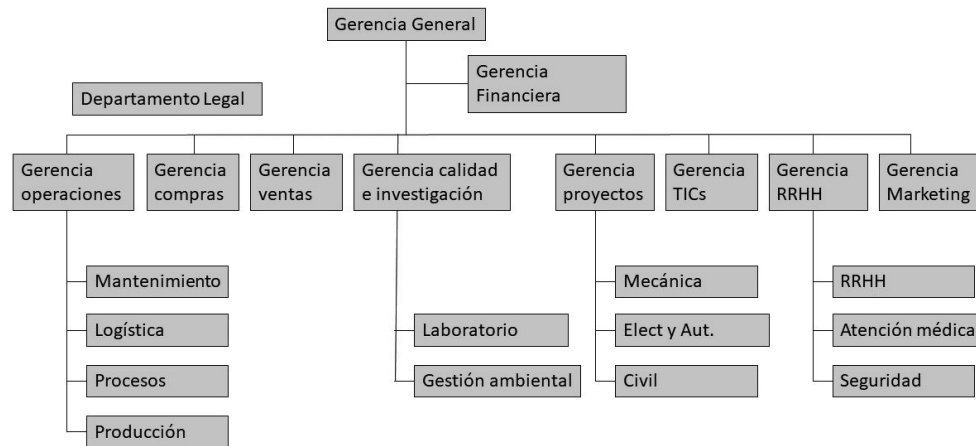 Gerencia General
Gerencia
Financiera
Departamento Legal
Gerencia
operaciones
Gerencia
compras
Gerencia
ventas
Gerencia calidad
e investigación
Gerencia
proyectos
Gerencia
TICs
Gerencia
RRHH
Gerencia
Marketing
Mantenimiento
Logística
Procesos
Producción
Laboratorio
Gestión ambiental
Mecánica
Elect y Aut.
Civil
RRHH
Atención médica
Seguridad